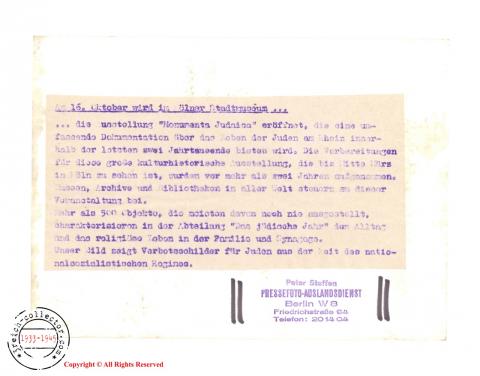 Am 16. Oktober wird im Kölner Stadtmuseum ...
... die Ausstellung "Monumenta Judaica" eröffnet, die eine um-
fassende Dokumentation über das Leben der Juden am Rhein inner-
halb der letzten zwei Jahrtausende bieten wird. Die Vorbereitungen
für diese große kulturhistorische Ausstellung, die bis Mitte März
in Köln zu sehen ist, wurden vor mehr als zwei Jahren aufgenommen.
Museen, Archive und Bibliotheken in aller Welt steuern zu dieser
Veranstaltung bei.
Mehr als 500 Objekte, die meisten davon noch nie ausgestellt,
charakterisieren in der Abteilung "Das jüdische Jahr" den Alltag
und das religiöse Leben in der Familie und Synagoge.
Unser Bild zeigt Verbotsschilder für Juden aus der Zeit des natio-
nalsozialistischen Regimes.
Peter Steffen
PRESSEFOTO-AUSLANDSDIENST
Berlin W 8
Friedrichstraße 64
Telefon: 20 14 04
3reich-collector.com
1933-1945
Copyright © All Rights Reserved